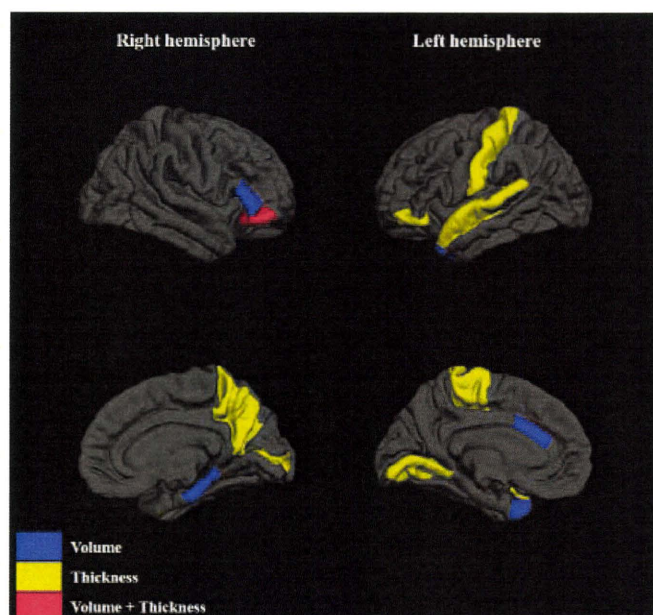 Right hemisphere
Left hemisphere
Volume
Thickness
Volume + Thickness